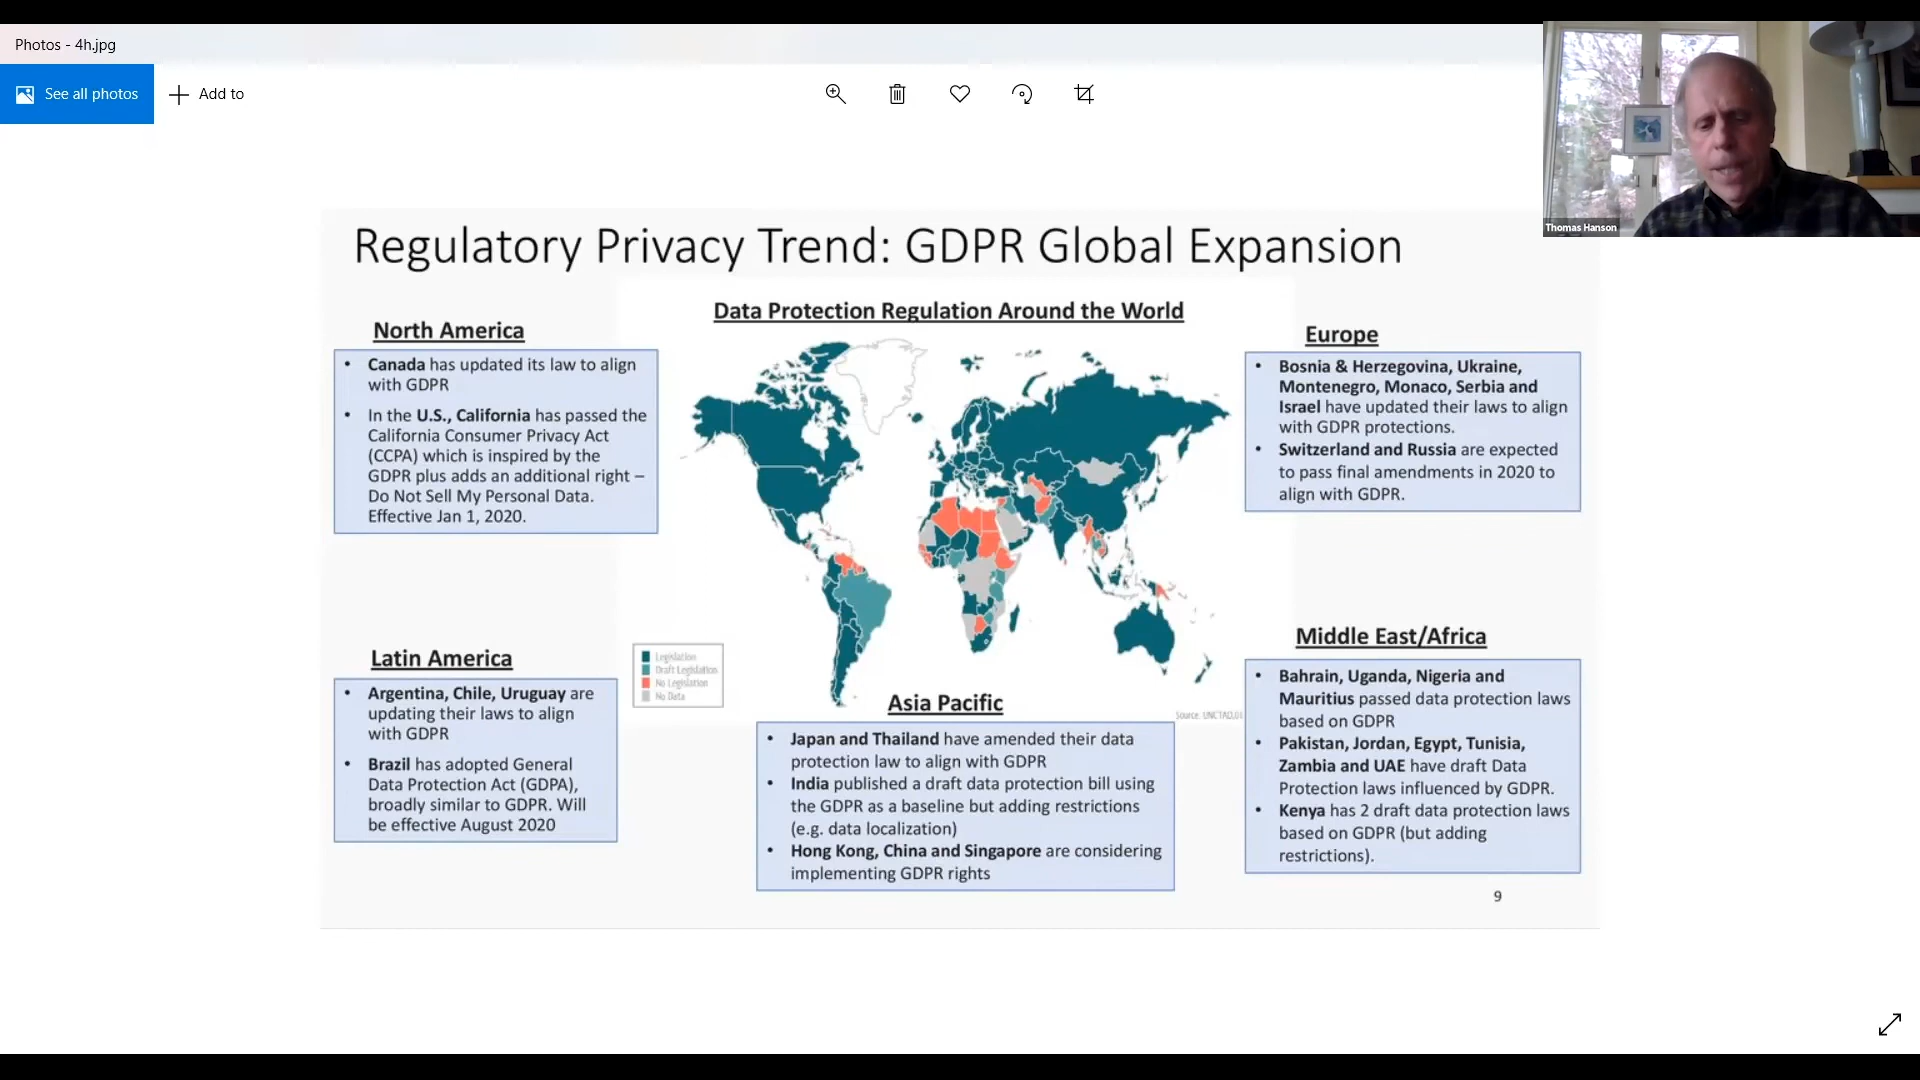 Photos - 4h.jpg
See all photos
Add to
Thomas Hanson
Regulatory Privacy Trend: GDPR Global Expansion
Data Protection Regulation Around the World
North America
• Canada has updated its law to align
with GDPR
• In the U.S., California has passed the
California Consumer Privacy Act
(CCPA) which is inspired by the
GDPR plus adds an additional right –
Do Not Sell My Personal Data.
Effective Jan 1, 2020.
Europe
• Bosnia & Herzegovina, Ukraine,
Montenegro, Monaco, Serbia and
Israel have updated their laws to align
with GDPR protections.
• Switzerland and Russia are expected
to pass final amendments in 2020 to
align with GDPR.
Latin America
• Argentina, Chile, Uruguay are
updating their laws to align
with GDPR
• Brazil has adopted General
Data Protection Act (GDPA),
broadly similar to GDPR. Will
be effective August 2020
Legislation
Draft Legislation
No Legislation
No Data
Source: UNCTAD,
Asia Pacific
• Japan and Thailand have amended their data
protection law to align with GDPR
• India published a draft data protection bill using
the GDPR as a baseline but adding restrictions
(e.g. data localization)
• Hong Kong, China and Singapore are considering
implementing GDPR rights
Middle East/Africa
• Bahrain, Uganda, Nigeria and
Mauritius passed data protection laws
based on GDPR
• Pakistan, Jordan, Egypt, Tunisia,
Zambia and UAE have draft Data
Protection laws influenced by GDPR.
• Kenya has 2 draft data protection laws
based on GDPR (but adding
restrictions).
9